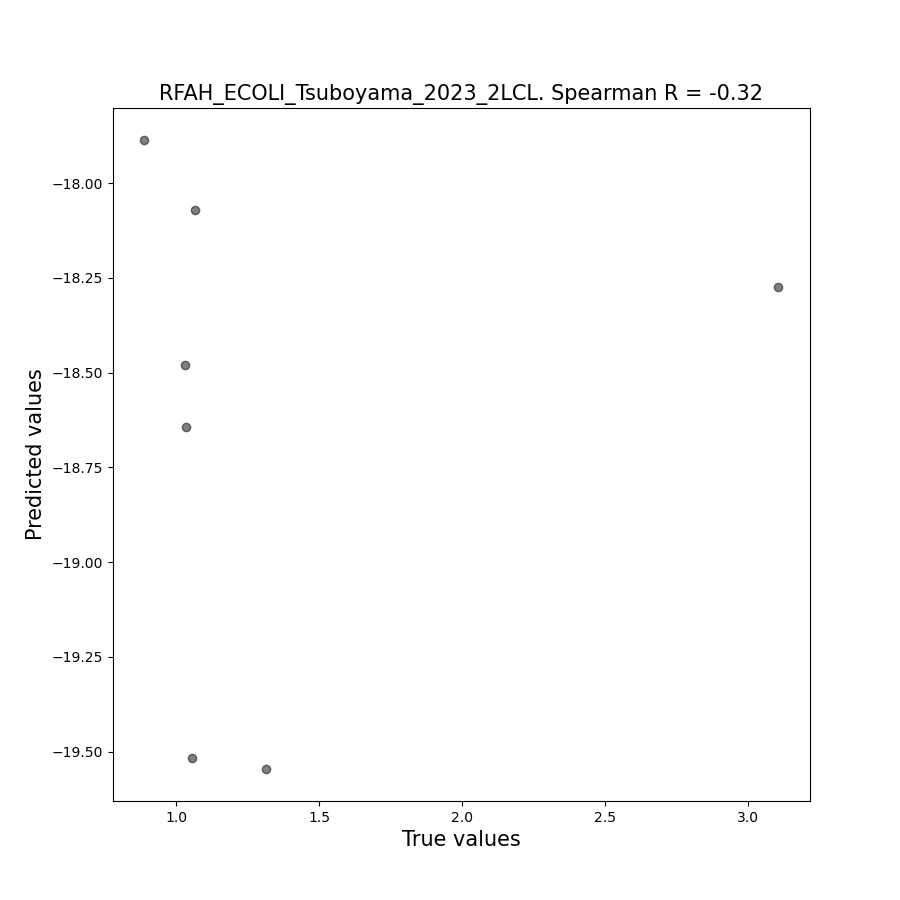 RFAH_ECOLI_Tsuboyama_2023_2LCL. Spearman R = -0.32
Predicted values
−18.00
−18.25
−18.50
−18.75
−19.00
−19.25
−19.50
1.0 1.5 2.0 2.5 3.0
True values